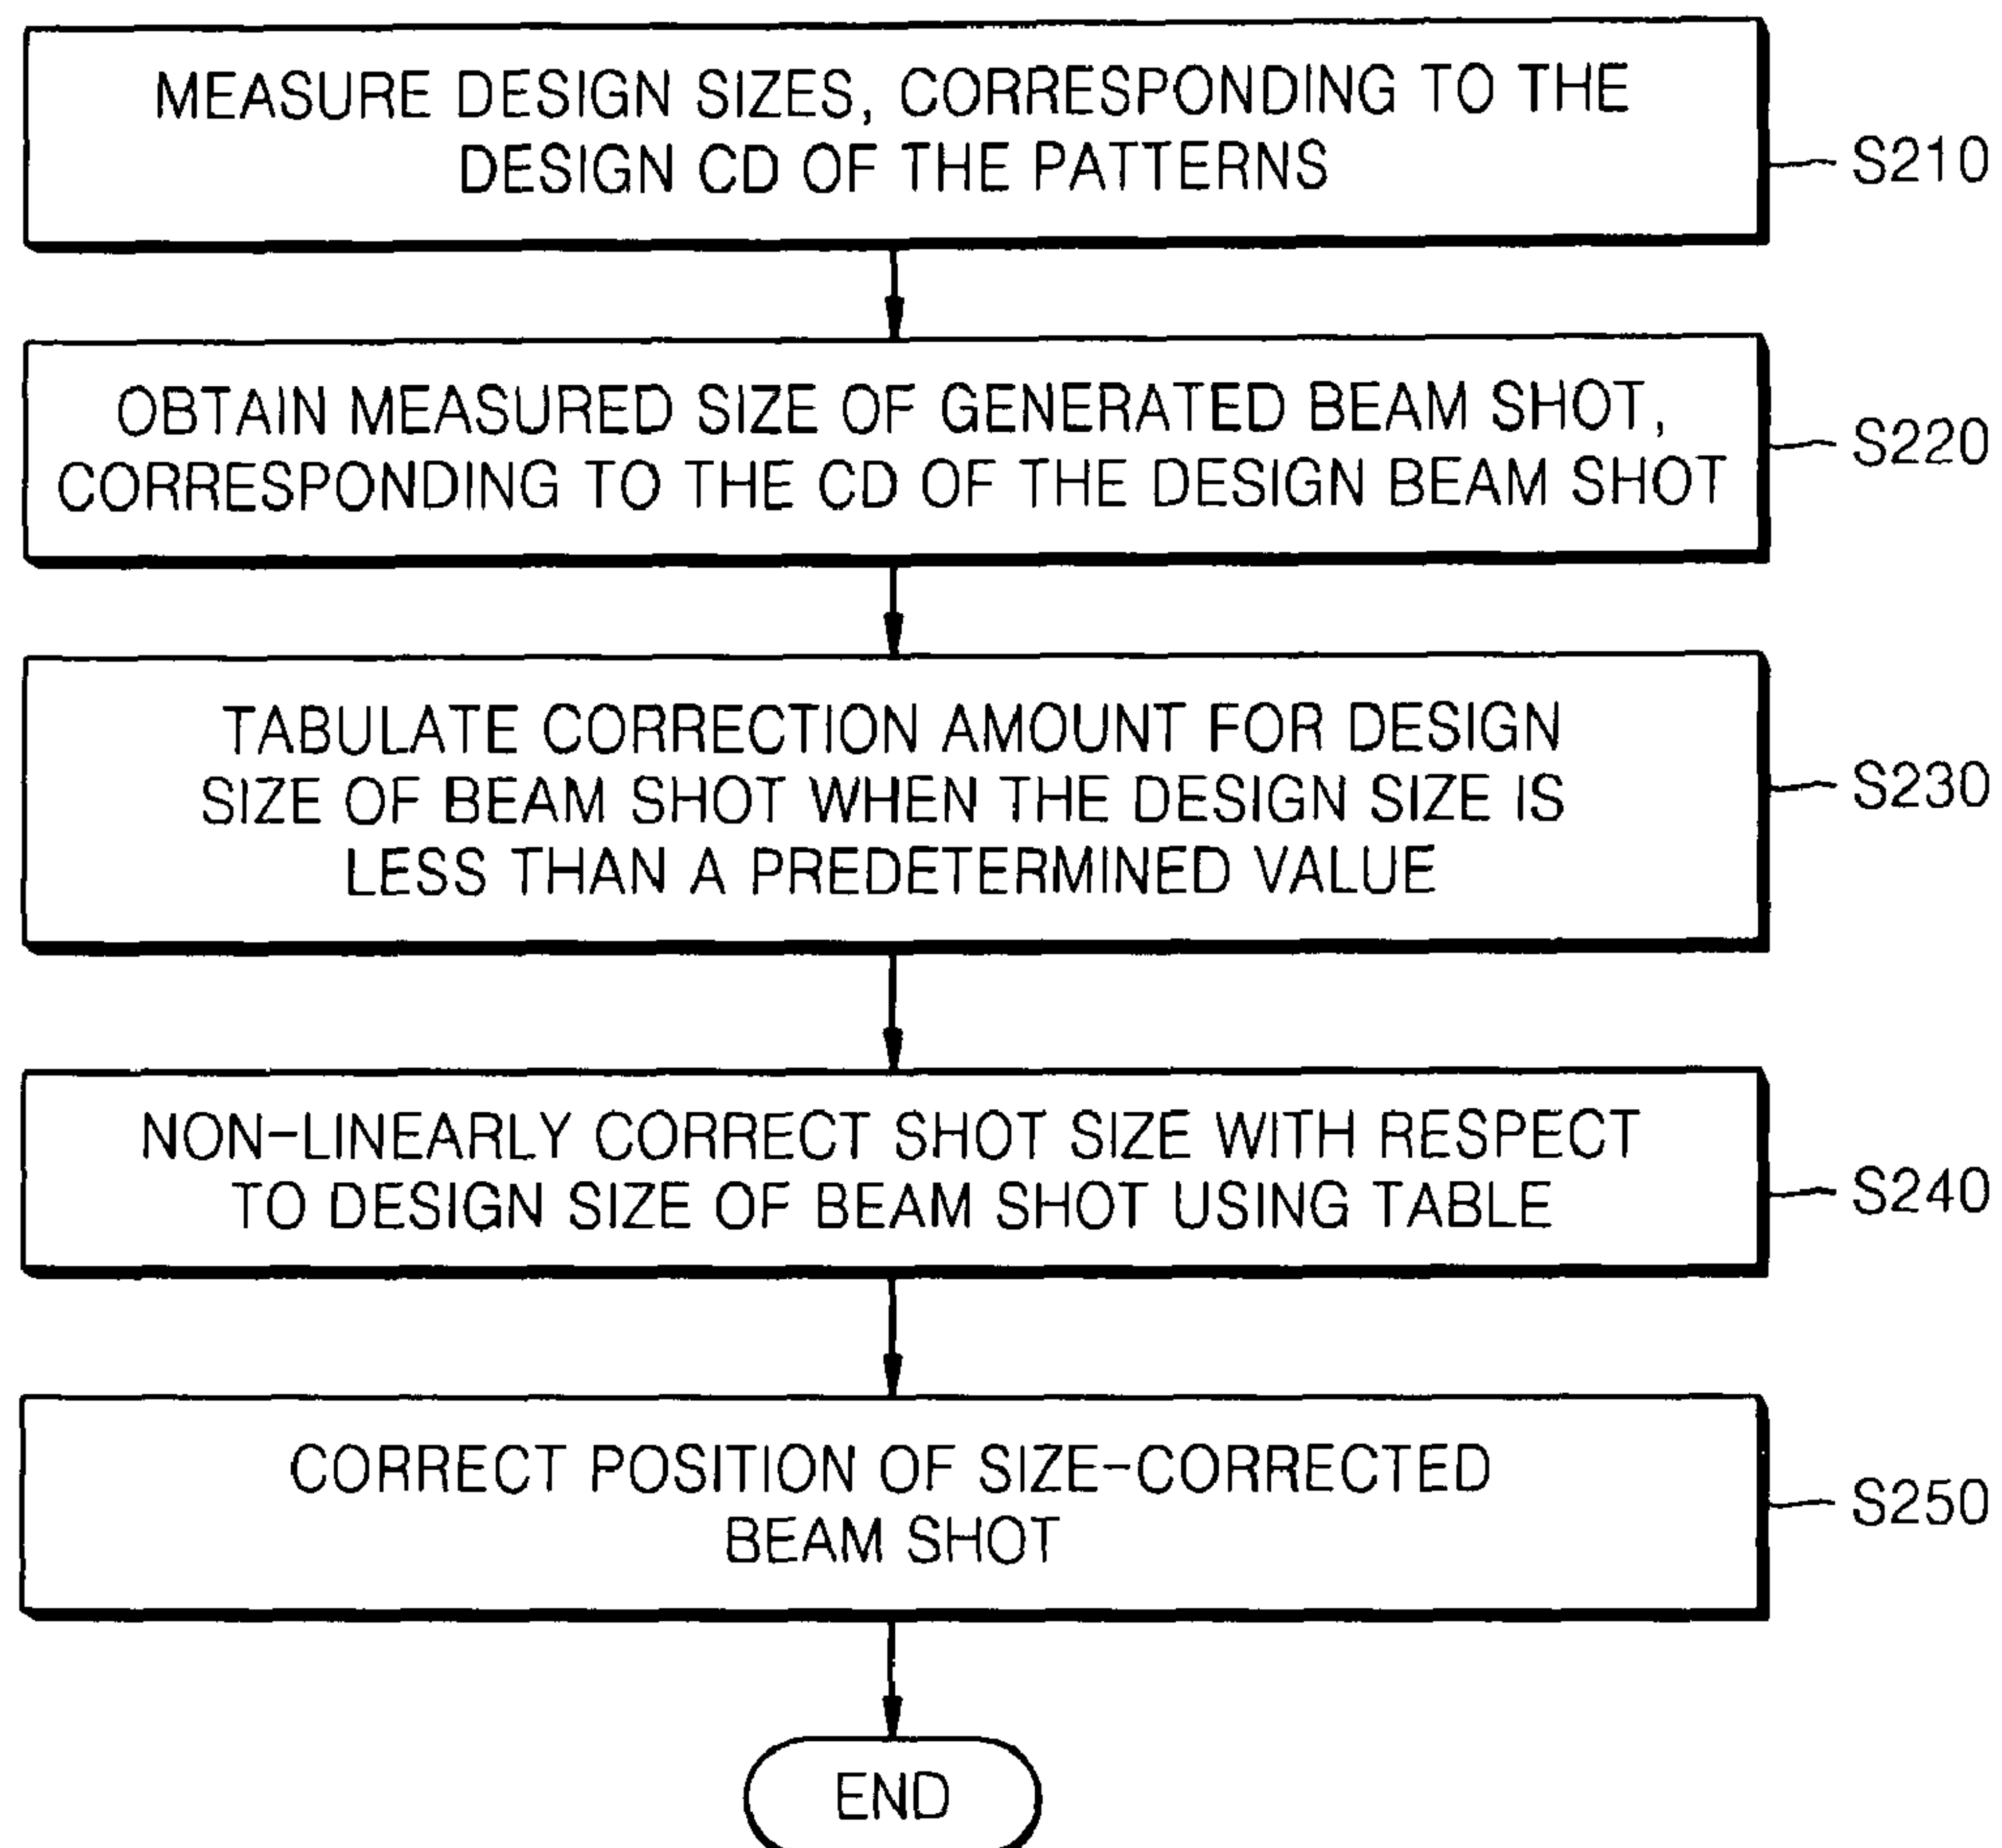 MEASURE DESIGN SIZES, CORRESPONDING TO THE
DESIGN CD OF THE PATTERNS
S210
OBTAIN MEASURED SIZE OF GENERATED BEAM SHOT,
CORRESPONDING TO THE CD OF THE DESIGN BEAM SHOT
S220
TABULATE CORRECTION AMOUNT FOR DESIGN
SIZE OF BEAM SHOT WHEN THE DESIGN SIZE IS
LESS THAN A PREDETERMINED VALUE
S230
NON-LINEARLY CORRECT SHOT SIZE WITH RESPECT
TO DESIGN SIZE OF BEAM SHOT USING TABLE
S240
CORRECT POSITION OF SIZE-CORRECTED
BEAM SHOT
S250
END